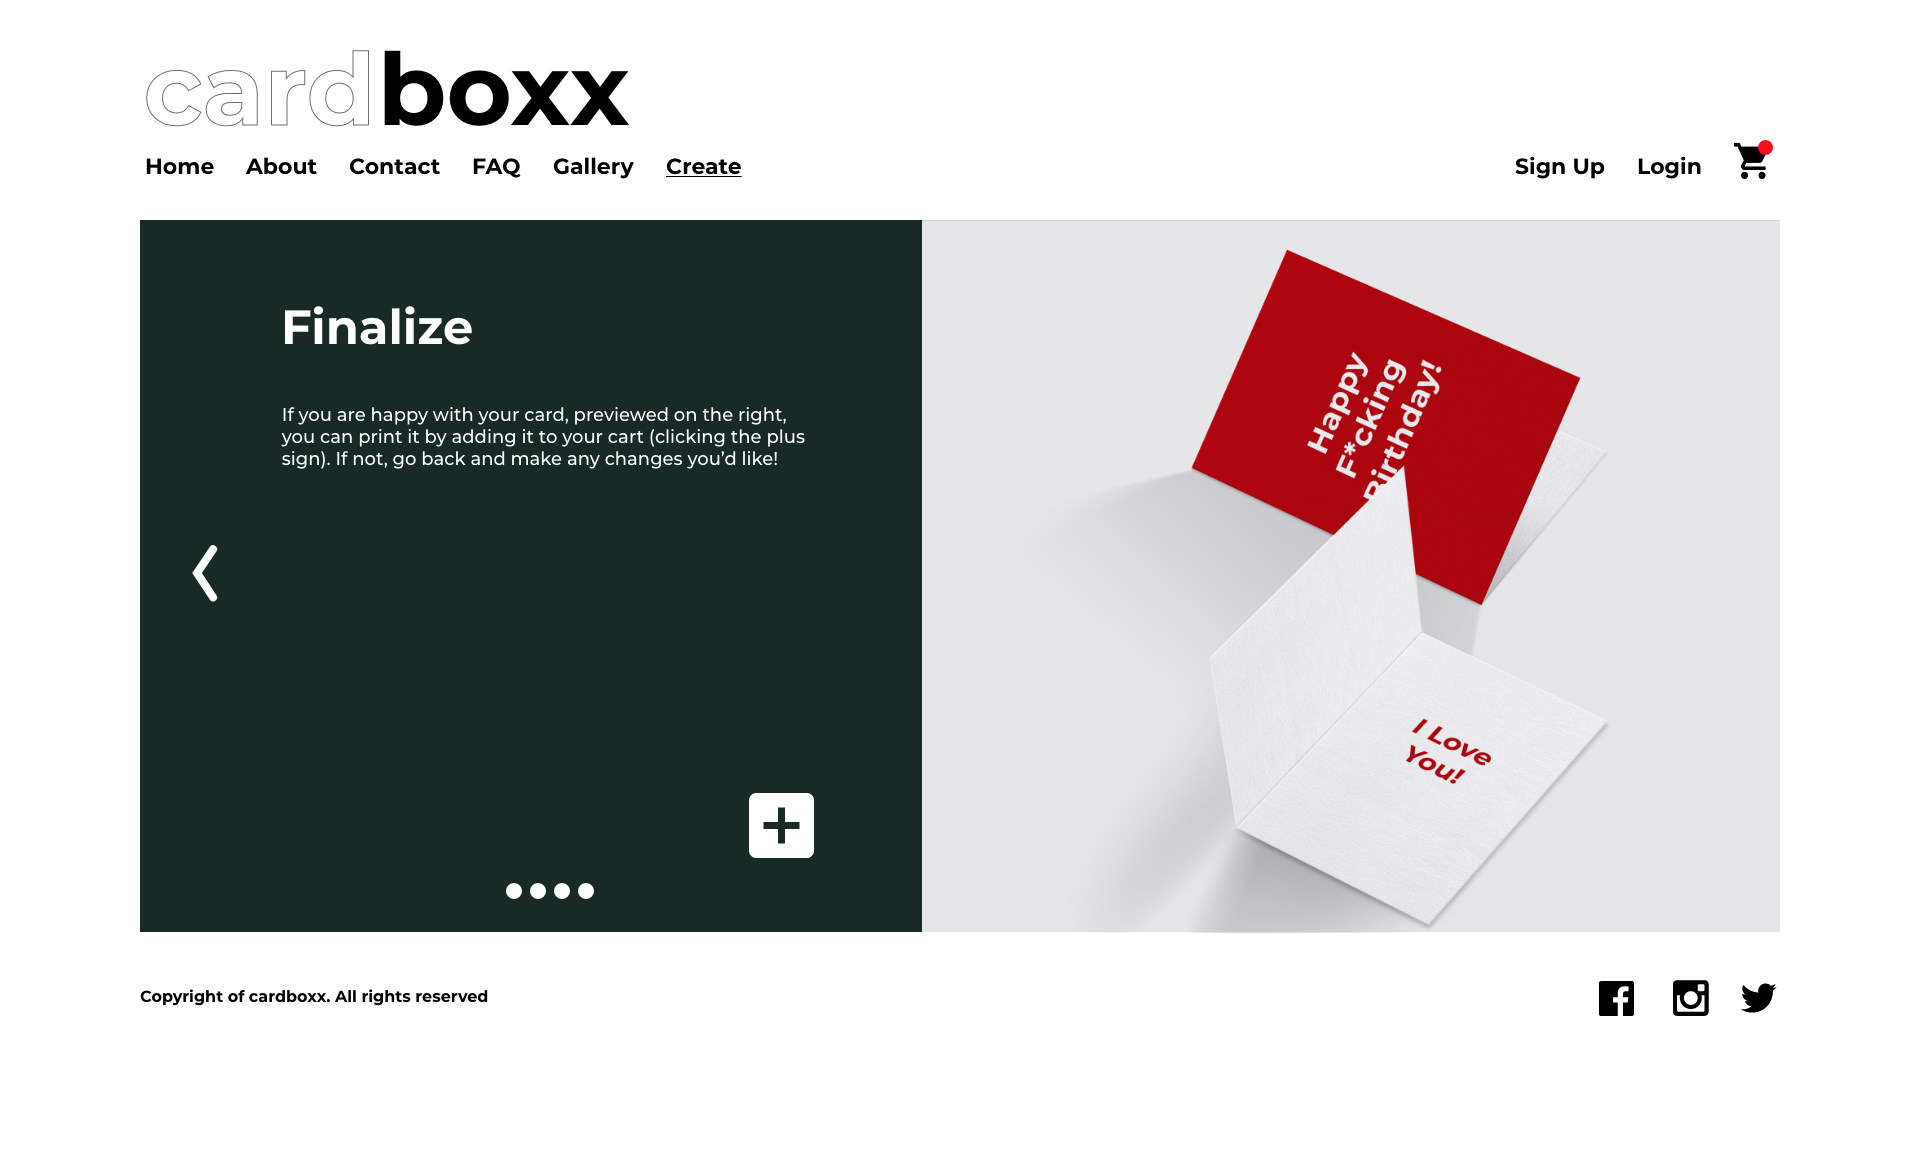 cardboxx
Home About Contact FAQ Gallery Create
Sign Up Login
Finalize
If you are happy with your card, previewed on the right,
you can print it by adding it to your cart (clicking the plus
sign). If not, go back and make any changes you’d like!
Happy
F*cking
Birthday!
I Love
You!
Copyright of cardboxx. All rights reserved